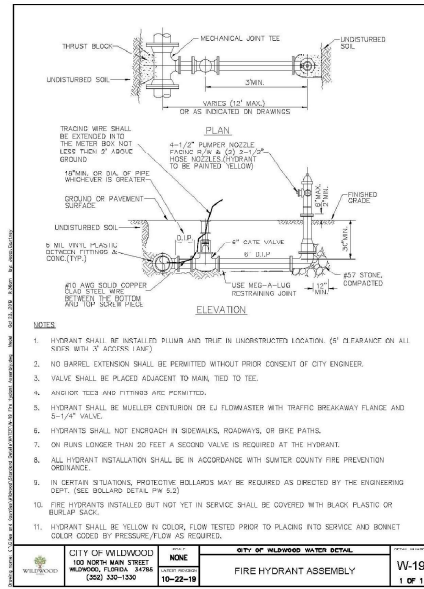 THRUST BLOCK
MECHANICAL JOINT TEE
UNDISTURBED
SOIL
UNDISTURBED SOIL
3'MIN.
VARIES (12' MAX.)
OR AS INDICATED ON DRAWINGS
PLAN
TRACING WIRE SHALL
BE EXTENDED INTO
THE METER BOX NOT
LESS THEN 2' ABOVE
GROUND
4-1/2" PUMPER NOZZLE
FACING R/W & (2) 2-1/2"
HOSE NOZZLES.(HYDRANT
TO BE PAINTED YELLOW)
18"MIN. OR DIA. OF PIPE
WHICHEVER IS GREATER
GROUND OR PAVEMENT
SURFACE
6"MAX.
2"MIN.
FINISHED
GRADE
UNDISTURBED SOIL
D.I.P.
6" GATE VALVE
6" D.I.P
6 MIL VINYL PLASTIC
BETWEEN FITTINGS &
CONC.(TYP.)
#10 AWG SOLID COPPER
CLAD STEEL WIRE
BETWEEN THE BOTTOM
AND TOP SCREW PIECE
USE MEG-A-LUG
RESTRAINING JOINT
12"
MIN.
#57 STONE,
COMPACTED
ELEVATION
NOTES
1. HYDRANT SHALL BE INSTALLED PLUMB AND TRUE IN UNOBSTRUCTED LOCATION. (5' CLEARANCE ON ALL
SIDES WITH 3' ACCESS LANE)
2. NO BARREL EXTENSION SHALL BE PERMITTED WITHOUT PRIOR CONSENT OF CITY ENGINEER.
3. VALVE SHALL BE PLACED ADJACENT TO MAIN, TIED TO TEE.
4. ANCHOR TEES AND FITTINGS ARE PERMITTED.
5. HYDRANT SHALL BE MUELLER CENTURION OR EJ FLOWMASTER WITH TRAFFIC BREAKAWAY FLANGE AND
5-1/4" VALVE.
6. HYDRANTS SHALL NOT ENCROACH IN SIDEWALKS, ROADWAYS, OR BIKE PATHS.
7. ON RUNS LONGER THAN 20 FEET A SECOND VALVE IS REQUIRED AT THE HYDRANT.
8. ALL HYDRANT INSTALLATION SHALL BE IN ACCORDANCE WITH SUMTER COUNTY FIRE PREVENTION
ORDINANCE.
9. IN CERTAIN SITUATIONS, PROTECTIVE BOLLARDS MAY BE REQUIRED AS DIRECTED BY THE ENGINEERING
DEPT. (SEE BOLLARD DETAIL PW 5.2)
10. FIRE HYDRANTS INSTALLED BUT NOT YET IN SERVICE SHALL BE COVERED WITH BLACK PLASTIC OR
BURLAP SACK.
11. HYDRANT SHALL BE YELLOW IN COLOR, FLOW TESTED PRIOR TO PLACING INTO SERVICE AND BONNET
COLOR CODED BY PRESSURE/FLOW AS REQUIRED.
WILDWOOD
CITY OF WILDWOOD
100 NORTH MAIN STREET
WILDWOOD, FLORIDA 34785
(352) 330-1330
SCALE
NONE
LATEST REVISION
10-22-19
CITY OF WILDWOOD WATER DETAIL
FIRE HYDRANT ASSEMBLY
W-19
1 OF 1